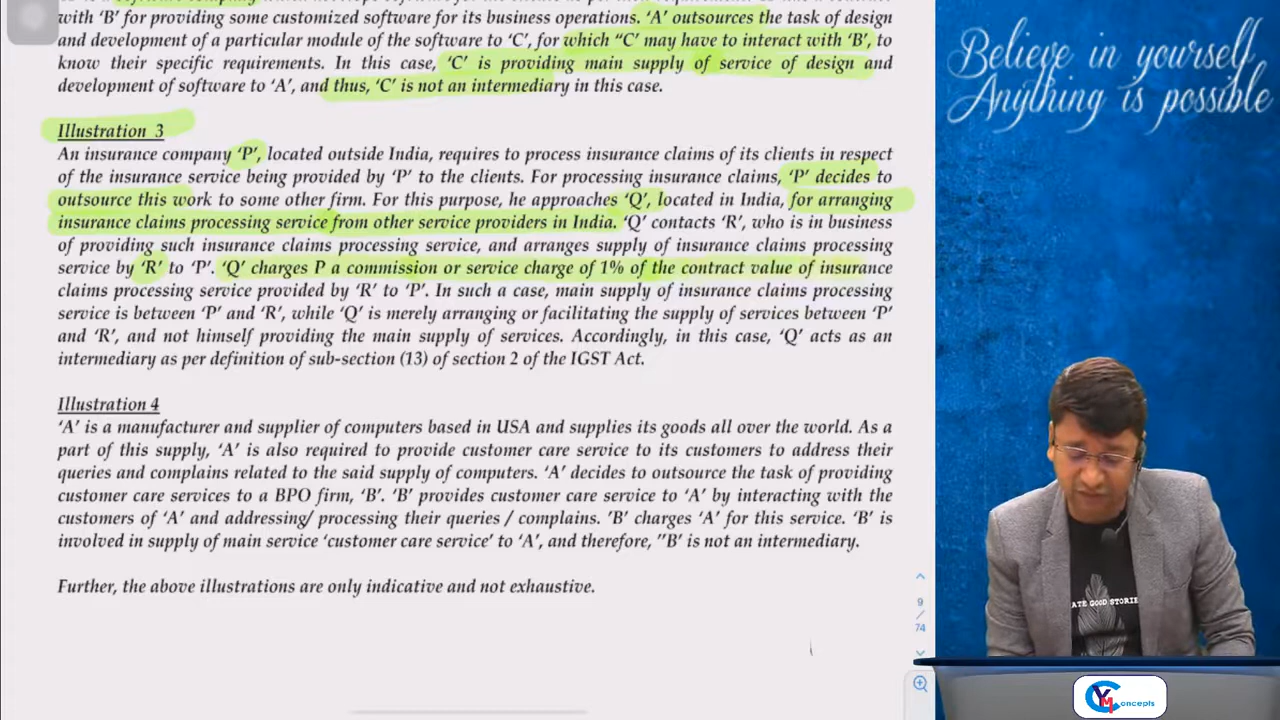 with 'B' for providing some customized software for its business operations. 'A' outsources the task of design
and development of a particular module of the software to 'C', for which "C' may have to interact with 'B', to
know their specific requirements. In this case, 'C' is providing main supply of service of design and
development of software to 'A', and thus, 'C' is not an intermediary in this case.
Illustration 3
An insurance company 'P', located outside India, requires to process insurance claims of its clients in respect
of the insurance service being provided by 'P' to the clients. For processing insurance claims, 'P' decides to
outsource this work to some other firm. For this purpose, he approaches 'Q', located in India, for arranging
insurance claims processing service from other service providers in India. 'Q' contacts 'R', who is in business
of providing such insurance claims processing service, and arranges supply of insurance claims processing
service by 'R' to 'P'. 'Q' charges P a commission or service charge of 1% of the contract value of insurance
claims processing service provided by 'R' to 'P'. In such a case, main supply of insurance claims processing
service is between 'P' and 'R', while 'Q' is merely arranging or facilitating the supply of services between 'P'
and 'R', and not himself providing the main supply of services. Accordingly, in this case, 'Q' acts as an
intermediary as per definition of sub-section (13) of section 2 of the IGST Act.
Illustration 4
'A' is a manufacturer and supplier of computers based in USA and supplies its goods all over the world. As a
part of this supply, 'A' is also required to provide customer care service to its customers to address their
queries and complains related to the said supply of computers. 'A' decides to outsource the task of providing
customer care services to a BPO firm, 'B'. 'B' provides customer care service to 'A' by interacting with the
customers of 'A' and addressing/ processing their queries / complains. 'B' charges 'A' for this service. 'B' is
involved in supply of main service 'customer care service' to 'A', and therefore, "B' is not an intermediary.
Further, the above illustrations are only indicative and not exhaustive.
9
/
74
Believe in yourself
Anything is possible
ATE GOOD STORIE
CYM
oncepts